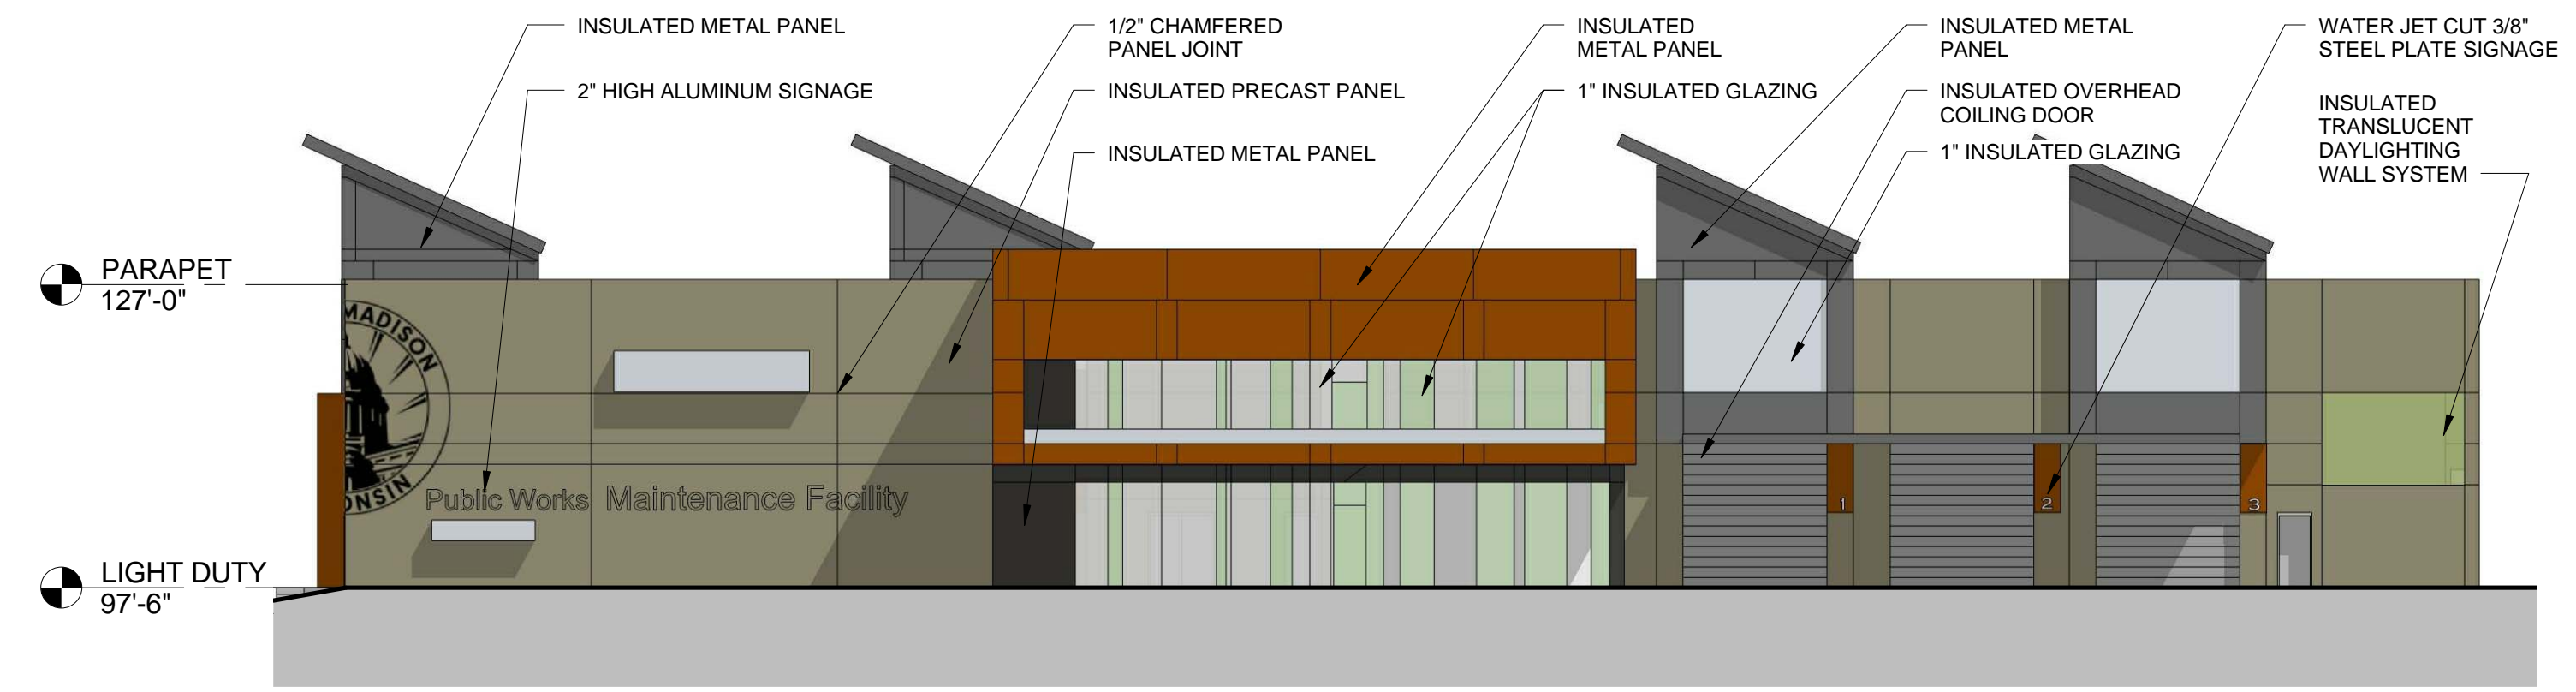 INSULATED METAL PANEL
2" HIGH ALUMINUM SIGNAGE
1/2" CHAMFERED
PANEL JOINT
INSULATED PRECAST PANEL
INSULATED METAL PANEL
INSULATED
METAL PANEL
1" INSULATED GLAZING
INSULATED METAL
PANEL
INSULATED OVERHEAD
COILING DOOR
1" INSULATED GLAZING
WATER JET CUT 3/8"
STEEL PLATE SIGNAGE
INSULATED
TRANSLUCENT
DAYLIGHTING
WALL SYSTEM
PARAPET
127'-0"
MADISON
ONSIN
Public Works Maintenance Facility
1
2
3
LIGHT DUTY
97'-6"